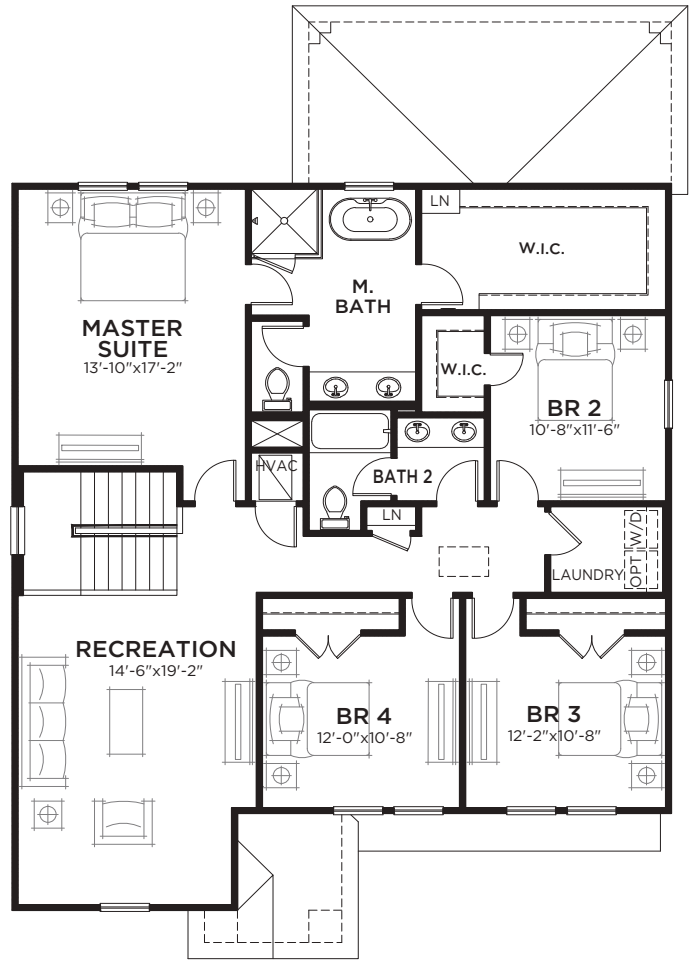 LN
W.I.C.
M.
BATH
MASTER
SUITE
13'-10"x17'-2"
W.I.C.
BR 2
10'-8"x11'-6"
HVAC
BATH 2
LN
LAUNDRY
OPT W/D
RECREATION
14'-6"x19'-2"
BR 4
12'-0"x10'-8"
BR 3
12'-2"x10'-8"